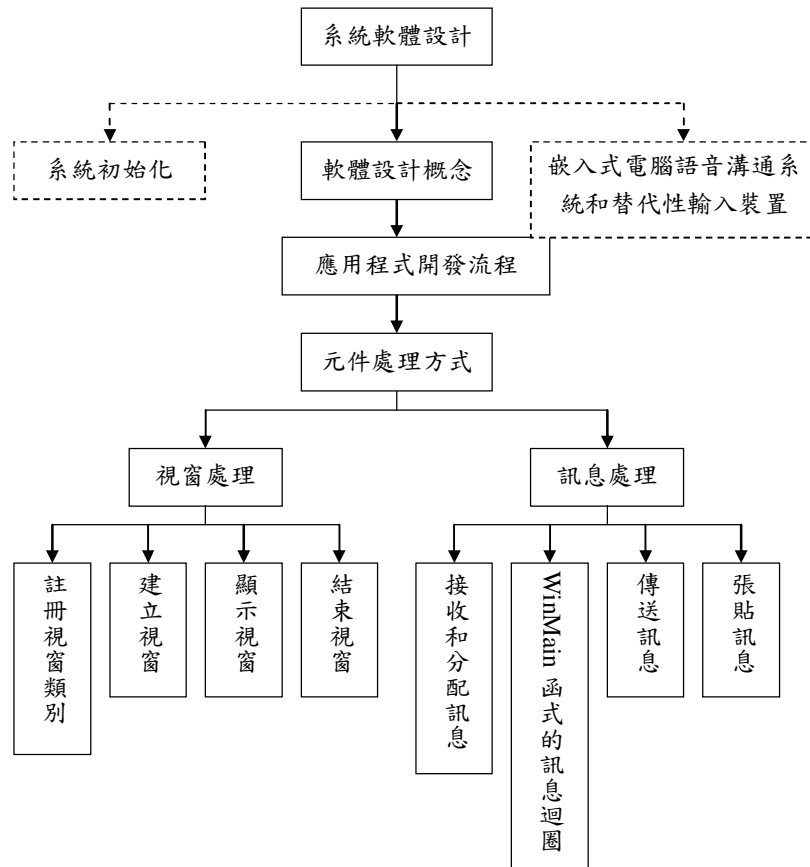 系統軟體設計
系統初始化
軟體設計概念
嵌入式電腦語音溝通系
統和替代性輸入裝置
應用程式開發流程
元件處理方式
視窗處理
訊息處理
註冊視窗類別
建立視窗
顯示視窗
結束視窗
接收和分配訊息
WinMain 函式的訊息迴圈
傳送訊息
張貼訊息